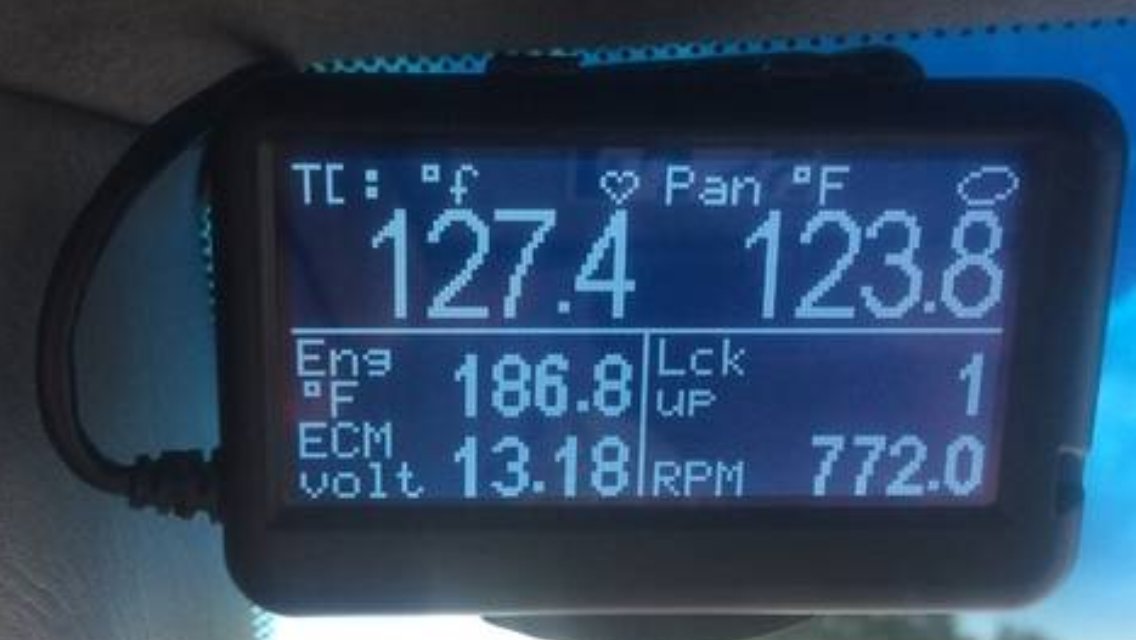 TC: °f ♡ Pan °F
127.4 123.8
Eng °F 186.8
Lck up 1
ECM volt 13.18
RPM 772.0